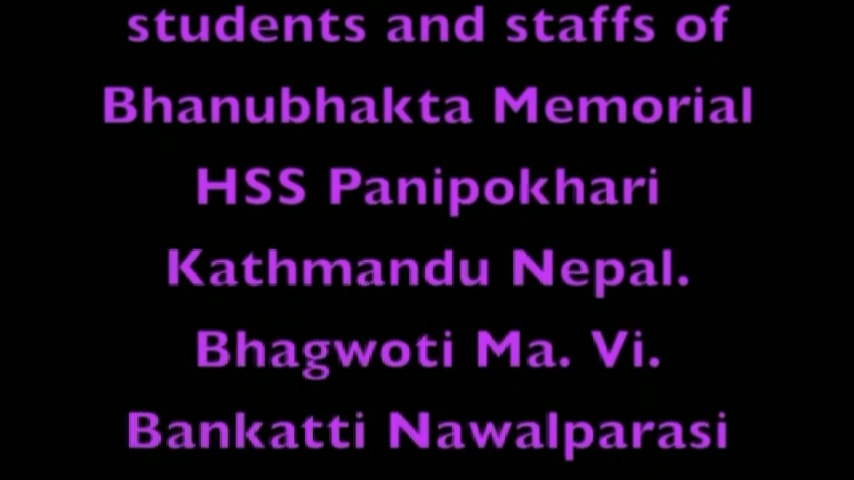 students and staffs of
Bhanubhakta Memorial
HSS Panipokhari
Kathmandu Nepal.
Bhagwoti Ma. Vi.
Bankatti Nawalparasi